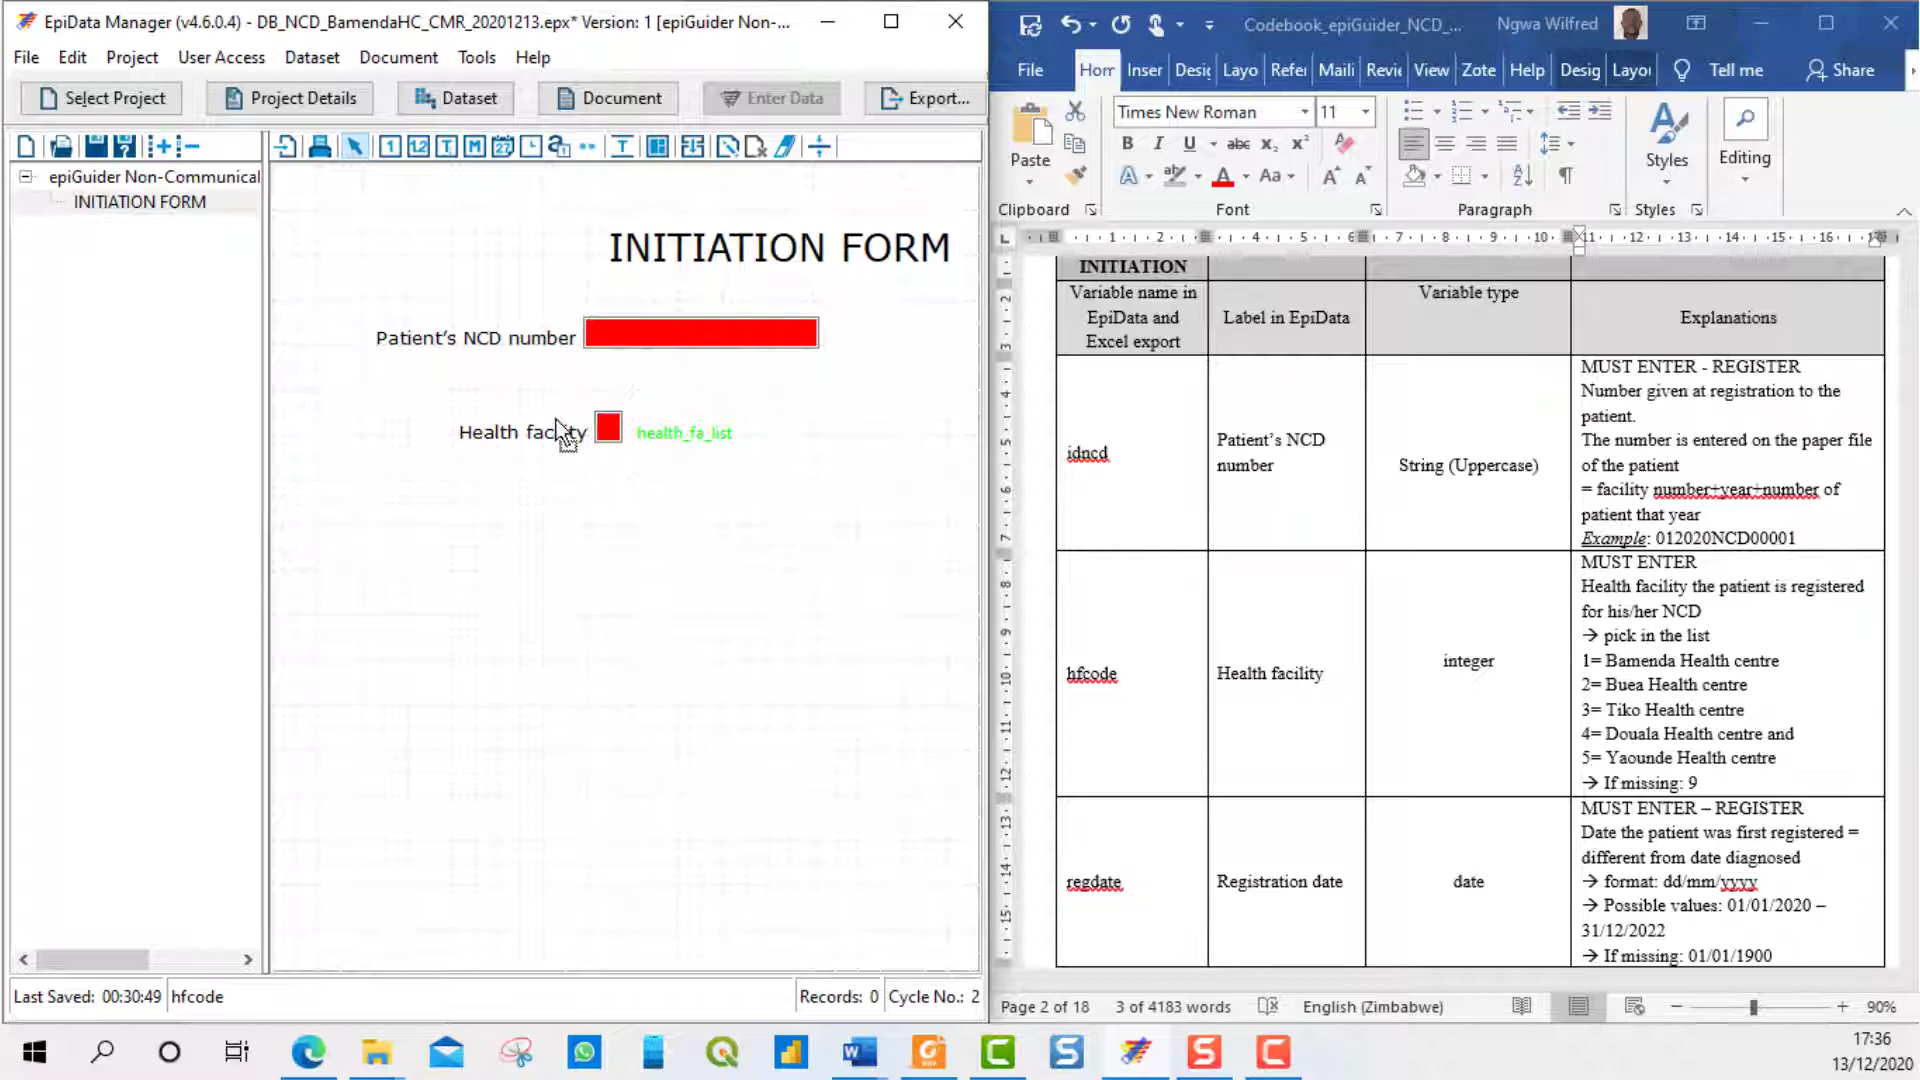 EpiData Manager (v4.6.0.4) - DB_NCD_BamendaHC_CMR_20201213.epx* Version: 1 [epiGuider Non-...
File Edit Project User Access Dataset Document Tools Help
Select Project Project Details Dataset Document Enter Data Export...
epiGuider Non-Communical
INITIATION FORM
INITIATION FORM
Patient's NCD number
Health facility health_fa_list
Last Saved: 00:30:49 hfcode Records: 0 Cycle No.: 2
Codebook_epiGuider_NCD_... Ngwa Wilfred
File Hom Inser Desig Layo Refer Maili Revie View Zote Help Desig Layou Tell me Share
Paste
Times New Roman 11
Styles
Editing
Clipboard Font Paragraph Styles
INITIATION
Variable name in
EpiData and
Excel export
Label in EpiData
Variable type
Explanations
idncd
Patient's NCD
number
String (Uppercase)
MUST ENTER - REGISTER
Number given at registration to the
patient.
The number is entered on the paper file
of the patient
= facility number+year+number of
patient that year
Example: 012020NCD00001
hfcode
Health facility
integer
MUST ENTER
Health facility the patient is registered
for his/her NCD
→ pick in the list
1= Bamenda Health centre
2= Buea Health centre
3= Tiko Health centre
4= Douala Health centre and
5= Yaounde Health centre
→ If missing: 9
regdate
Registration date
date
MUST ENTER – REGISTER
Date the patient was first registered =
different from date diagnosed
→ format: dd/mm/yyyy
→ Possible values: 01/01/2020 –
31/12/2022
→ If missing: 01/01/1900
Page 2 of 18 3 of 4183 words English (Zimbabwe) 90%
17:36
13/12/2020